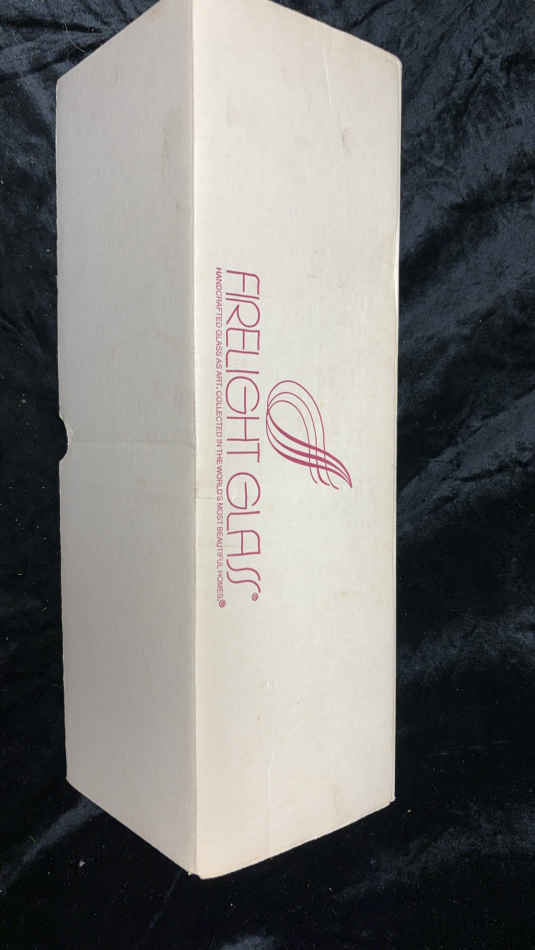 FIRELIGHT GLASS®
HANDCRAFTED GLASS AS ART, COLLECTED IN THE WORLD'S MOST BEAUTIFUL HOMES.®